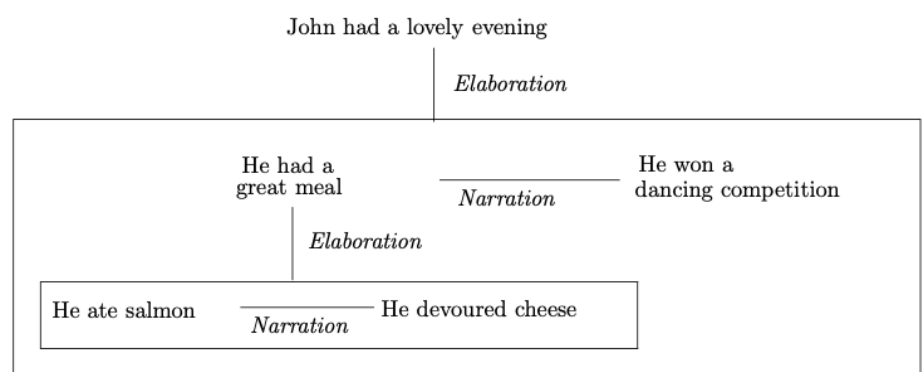 John had a lovely evening
Elaboration
He had a
great meal
He won a
dancing competition
Narration
Elaboration
He ate salmon
He devoured cheese
Narration